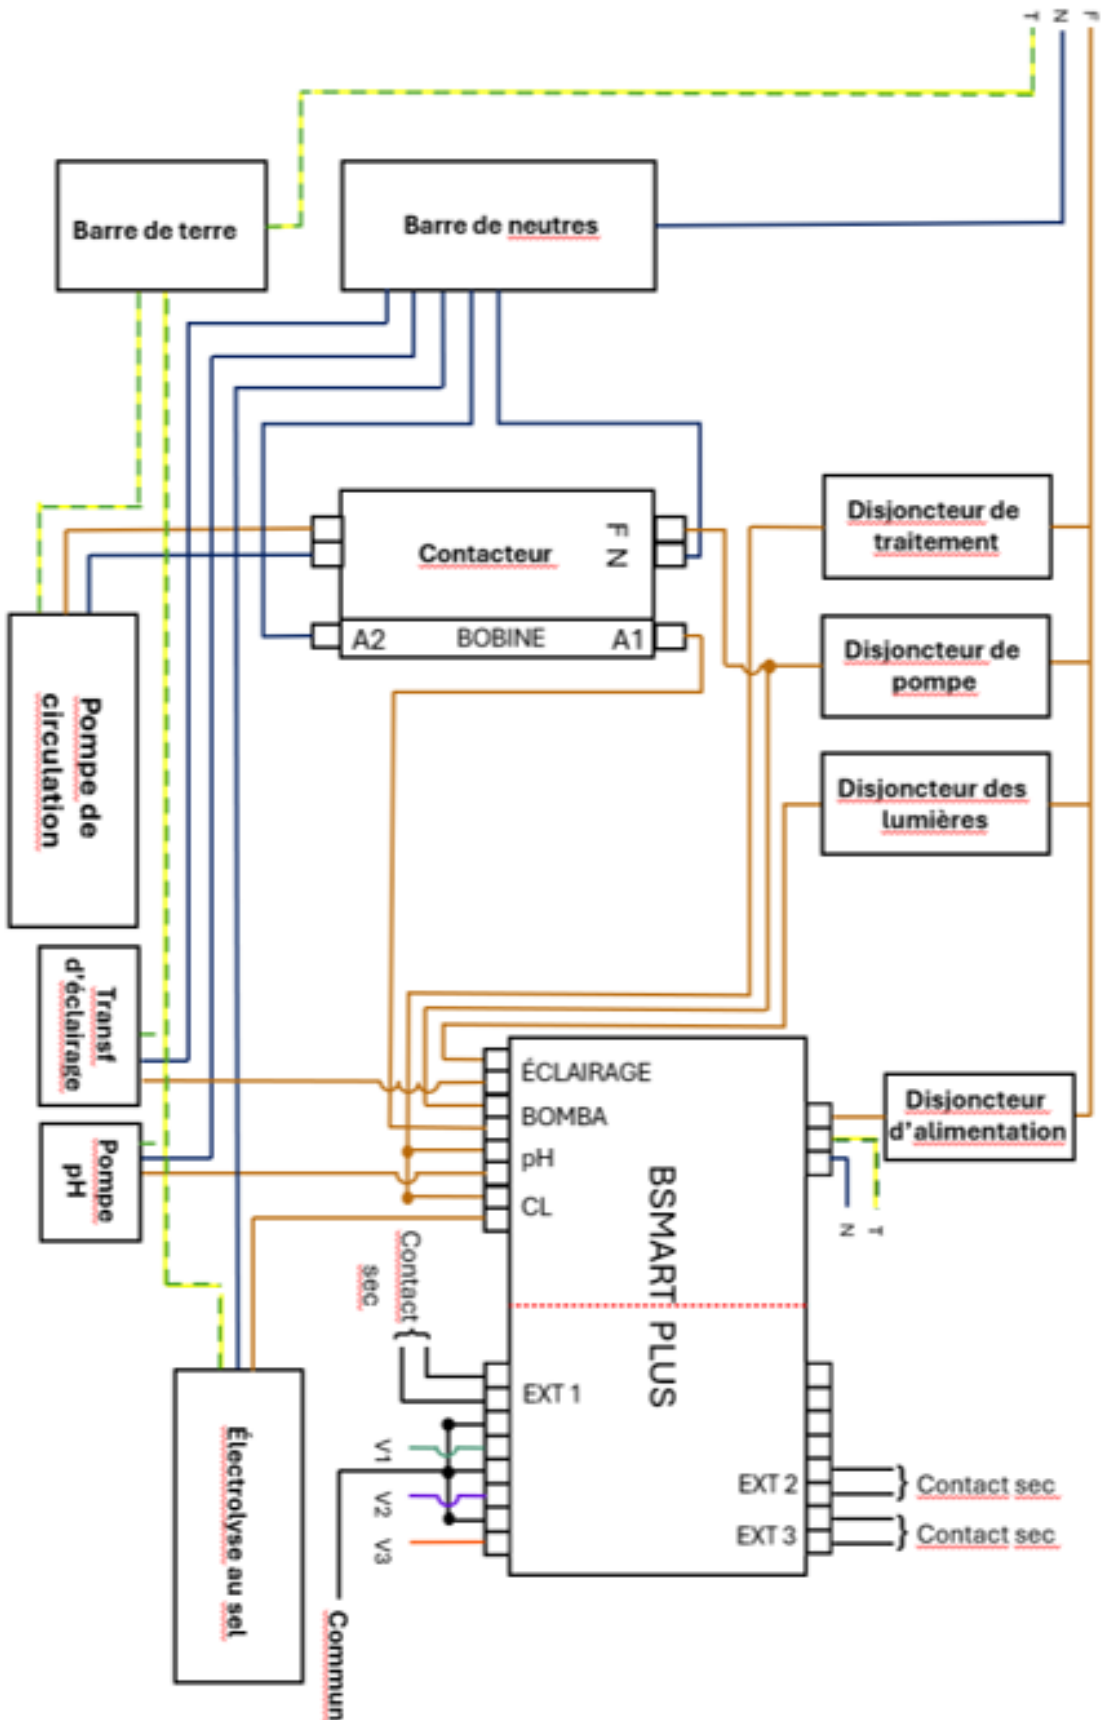 T
N
F
Barre de terre
Barre de neutres
Disjoncteur de
traitement
F
N
Contacteur
A2
BOBINE
A1
Disjoncteur de
pompe
Pompe de
circulation
Disjoncteur des
lumières
Transf
d'éclairage
ÉCLAIRAGE
BOMBA
pH
CL
Disjoncteur
d'alimentation
Pompe
pH
N
T
BSMART PLUS
Contact
sec
EXT 1
V1
V2
V3
EXT 2
Contact sec
EXT 3
Contact sec
Électrolyse au sel
Commun